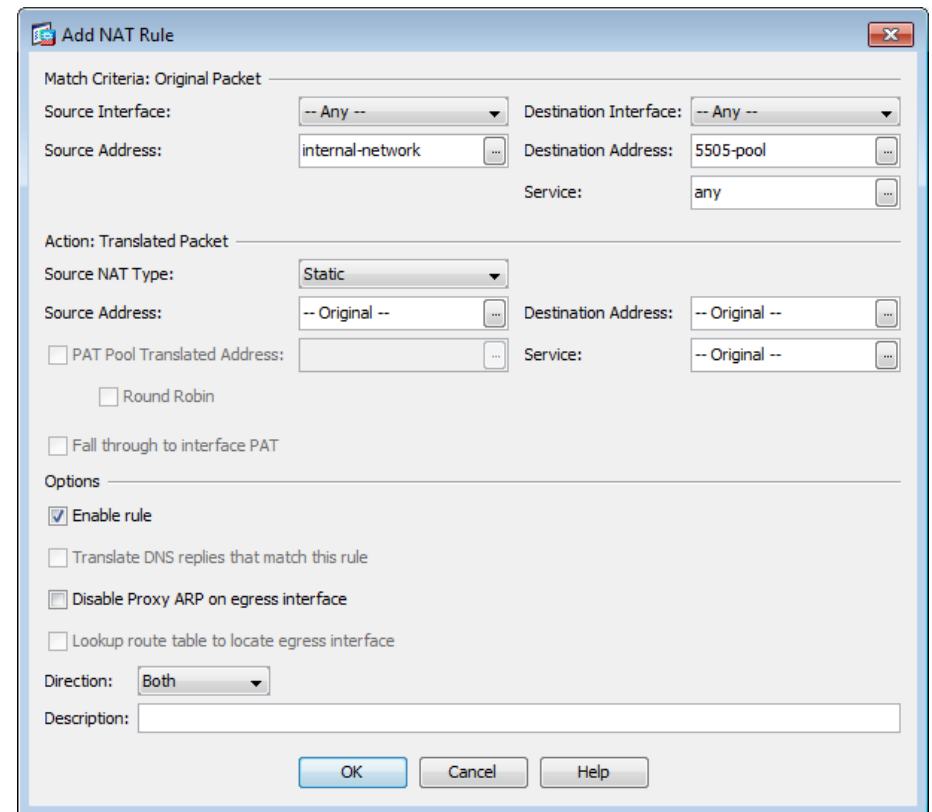 Add NAT Rule
Match Criteria: Original Packet
Source Interface: -- Any -- Destination Interface: -- Any --
Source Address: internal-network ... Destination Address: 5505-pool ...
Service: any ...
Action: Translated Packet
Source NAT Type: Static
Source Address: -- Original -- ... Destination Address: -- Original -- ...
PAT Pool Translated Address: ... Service: -- Original -- ...
Round Robin
Fall through to interface PAT
Options
Enable rule
Translate DNS replies that match this rule
Disable Proxy ARP on egress interface
Lookup route table to locate egress interface
Direction: Both
Description:
OK Cancel Help